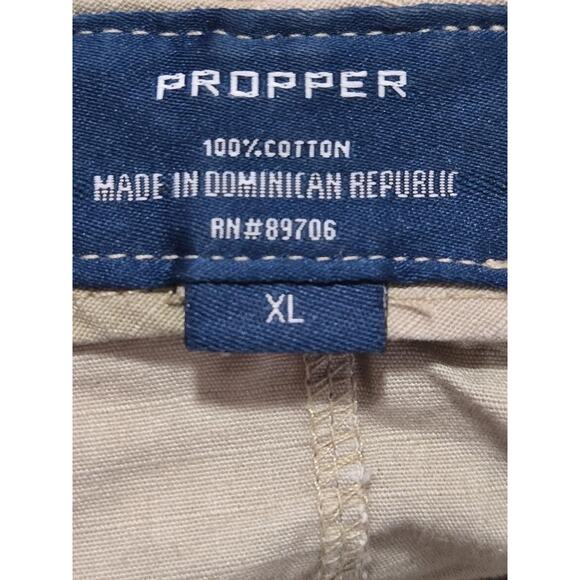 PROPPER
100% COTTON
MADE IN DOMINICAN REPUBLIC
RN#89706
XL